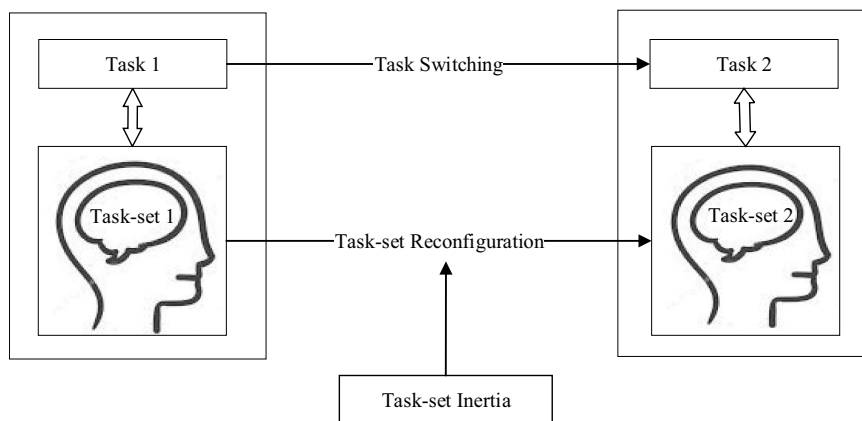 Task 1
Task Switching
Task 2
Task-set 1
Task-set 2
Task-set Reconfiguration
Task-set Inertia